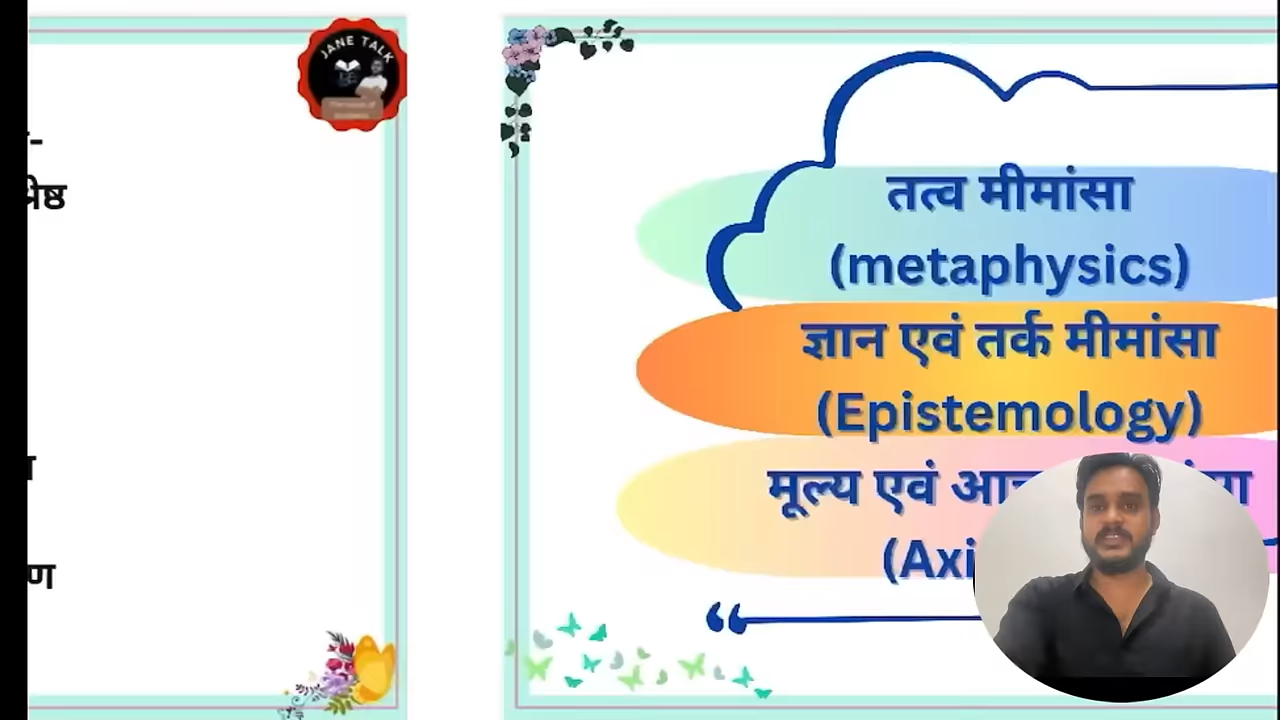 JANE TALK
तत्व मीमांसा
(metaphysics)
ज्ञान एवं तर्क मीमांसा
(Epistemology)
मूल्य एवं
(Axi